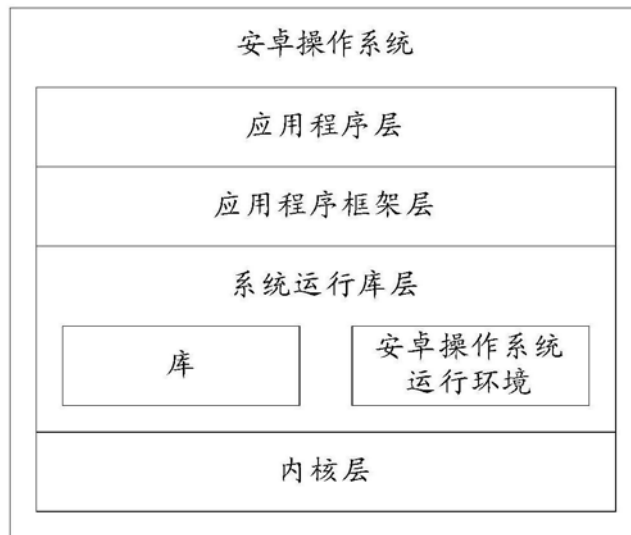 安卓操作系统
应用程序层
应用程序框架层
系统运行库层
库
安卓操作系统
运行环境
内核层